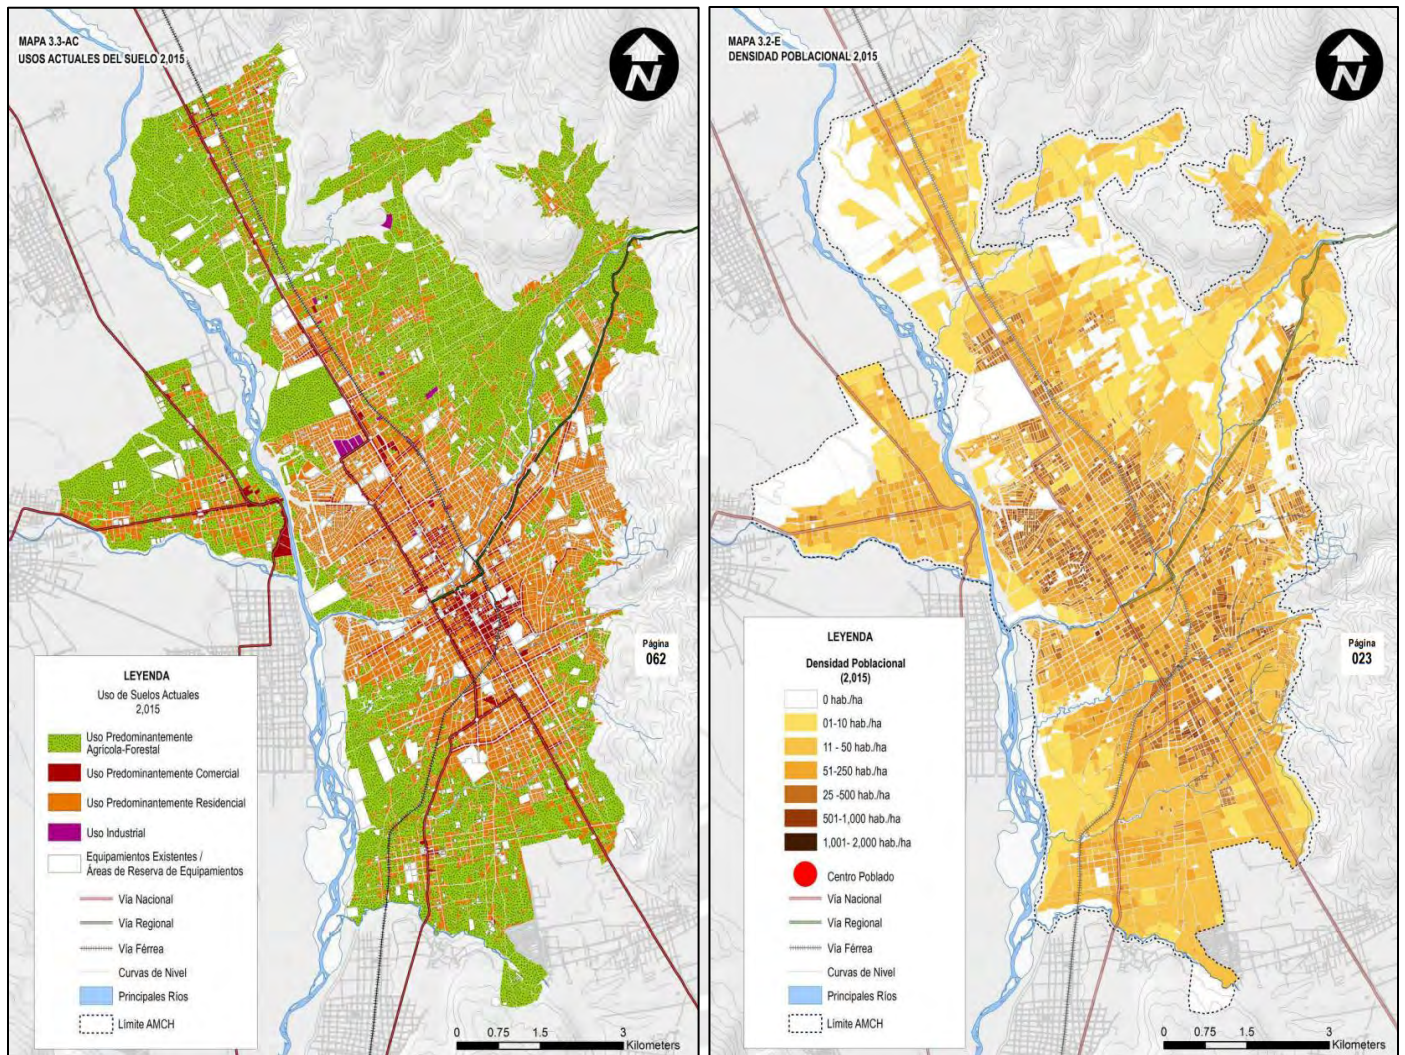 MAPA 3.3-AC
USOS ACTUALES DEL SUELO 2,015
N
Página
062
LEYENDA
Uso de Suelos Actuales
2,015
Uso Predominantemente
Agrícola-Forestal
Uso Predominantemente Comercial
Uso Predominantemente Residencial
Uso Industrial
Equipamientos Existentes /
Áreas de Reserva de Equipamientos
Vía Nacional
Vía Regional
Vía Férrea
Curvas de Nivel
Principales Ríos
Límite AMCH
0 0.75 1.5 3
Kilometers
MAPA 3.2-E
DENSIDAD POBLACIONAL 2,015
N
Página
023
LEYENDA
Densidad Poblacional
(2,015)
0 hab./ha
01-10 hab./ha
11 - 50 hab./ha
51-250 hab./ha
25 -500 hab./ha
501-1,000 hab./ha
1,001- 2,000 hab./ha
Centro Poblado
Vía Nacional
Vía Regional
Vía Férrea
Curvas de Nivel
Principales Ríos
Límite AMCH
0 0.75 1.5 3
Kilometers